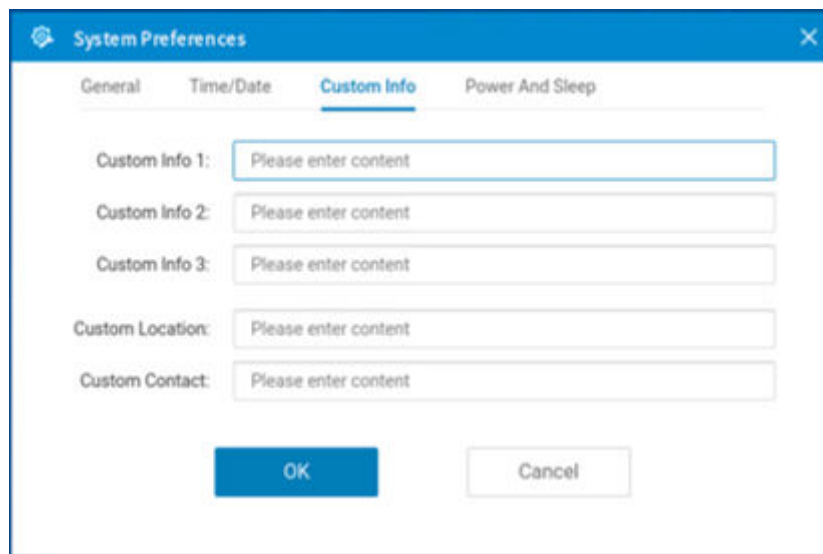 System Preferences
General Time/Date Custom Info Power And Sleep
Custom Info 1: Please enter content
Custom Info 2: Please enter content
Custom Info 3: Please enter content
Custom Location: Please enter content
Custom Contact: Please enter content
OK Cancel